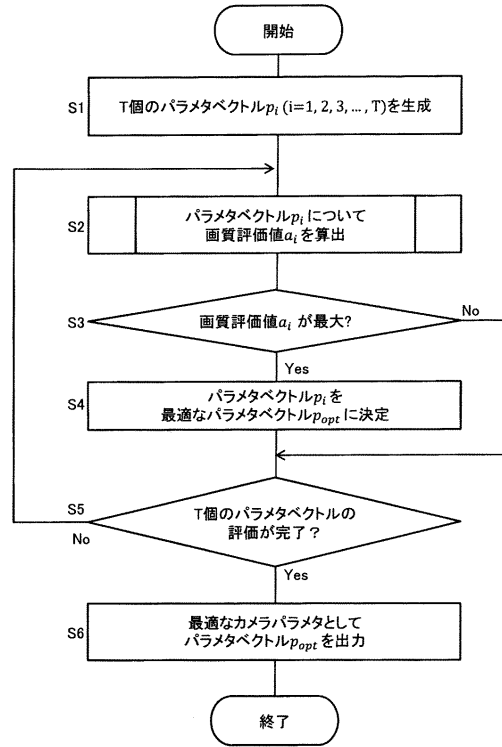 開始
S1
T個のパラメタベクトルp_i (i=1, 2, 3, ... , T)を生成
S2
パラメタベクトルp_iについて
画質評価値a_iを算出
S3
画質評価値a_i が最大?
No
Yes
S4
パラメタベクトルp_iを
最適なパラメタベクトルp_optに決定
S5
T個のパラメタベクトルの
評価が完了？
No
Yes
S6
最適なカメラパラメタとして
パラメタベクトルp_optを出力
終了